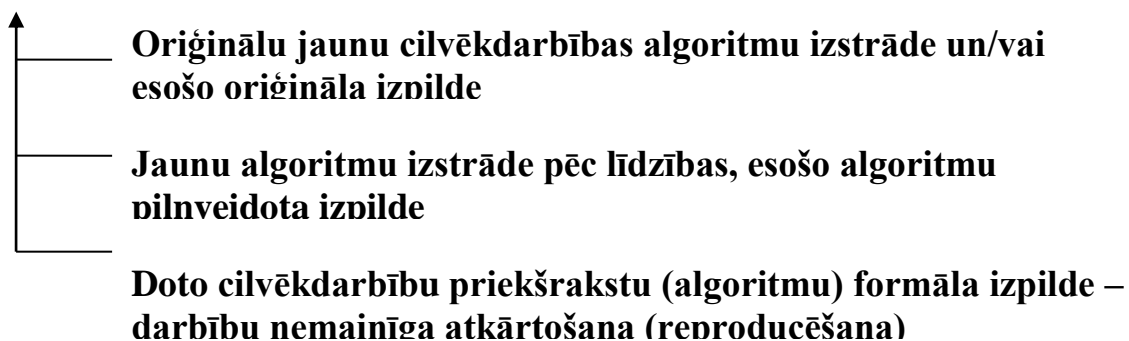 Oriģinālu jaunu cilvēkdarbības algoritmu izstrāde un/vai
esošo oriģināla izpilde
Jaunu algoritmu izstrāde pēc līdzības, esošo algoritmu
pilnveidota izpilde
Doto cilvēkdarbību priekšrakstu (algoritmu) formāla izpilde –
darbību nemainīga atkārtošana (reproducēšana)